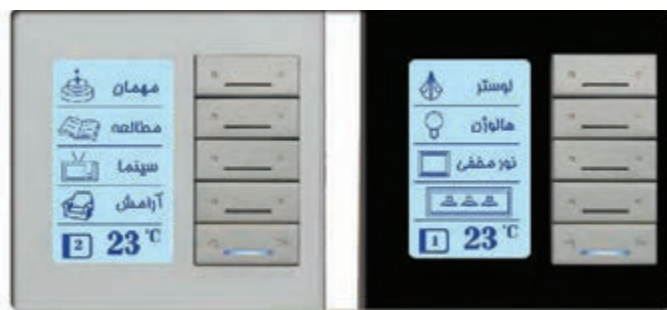 مهمان
مطالعه
سینما
آرامش
2 23 °C
لوستر
هالوژن
نور مخفی
1 23 °C